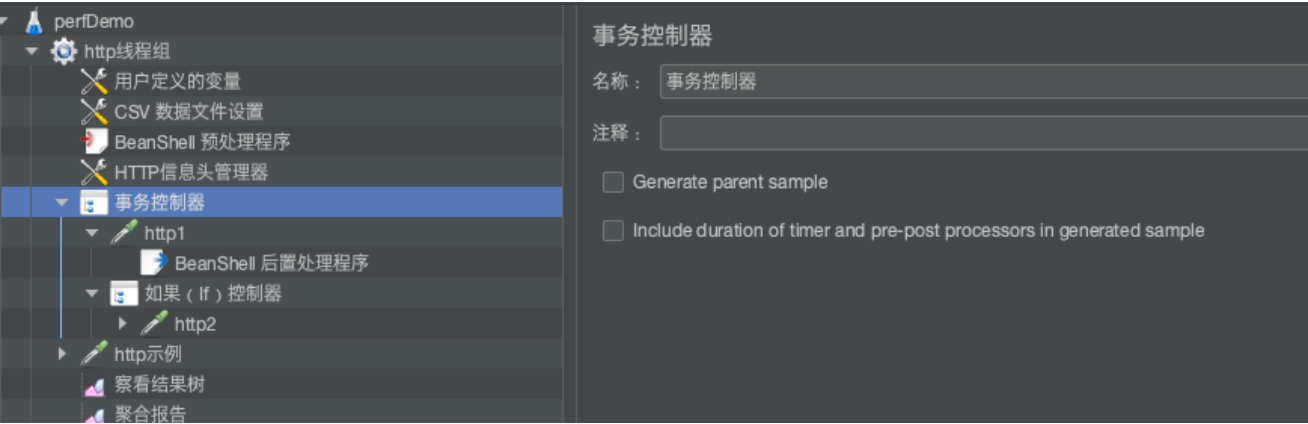 perfDemo
http线程组
用户定义的变量
CSV 数据文件设置
BeanShell 预处理程序
HTTP信息头管理器
事务控制器
http1
BeanShell 后置处理程序
如果（If）控制器
http2
http示例
察看结果树
聚合报告
事务控制器
名称： 事务控制器
注释：
Generate parent sample
Include duration of timer and pre-post processors in generated sample